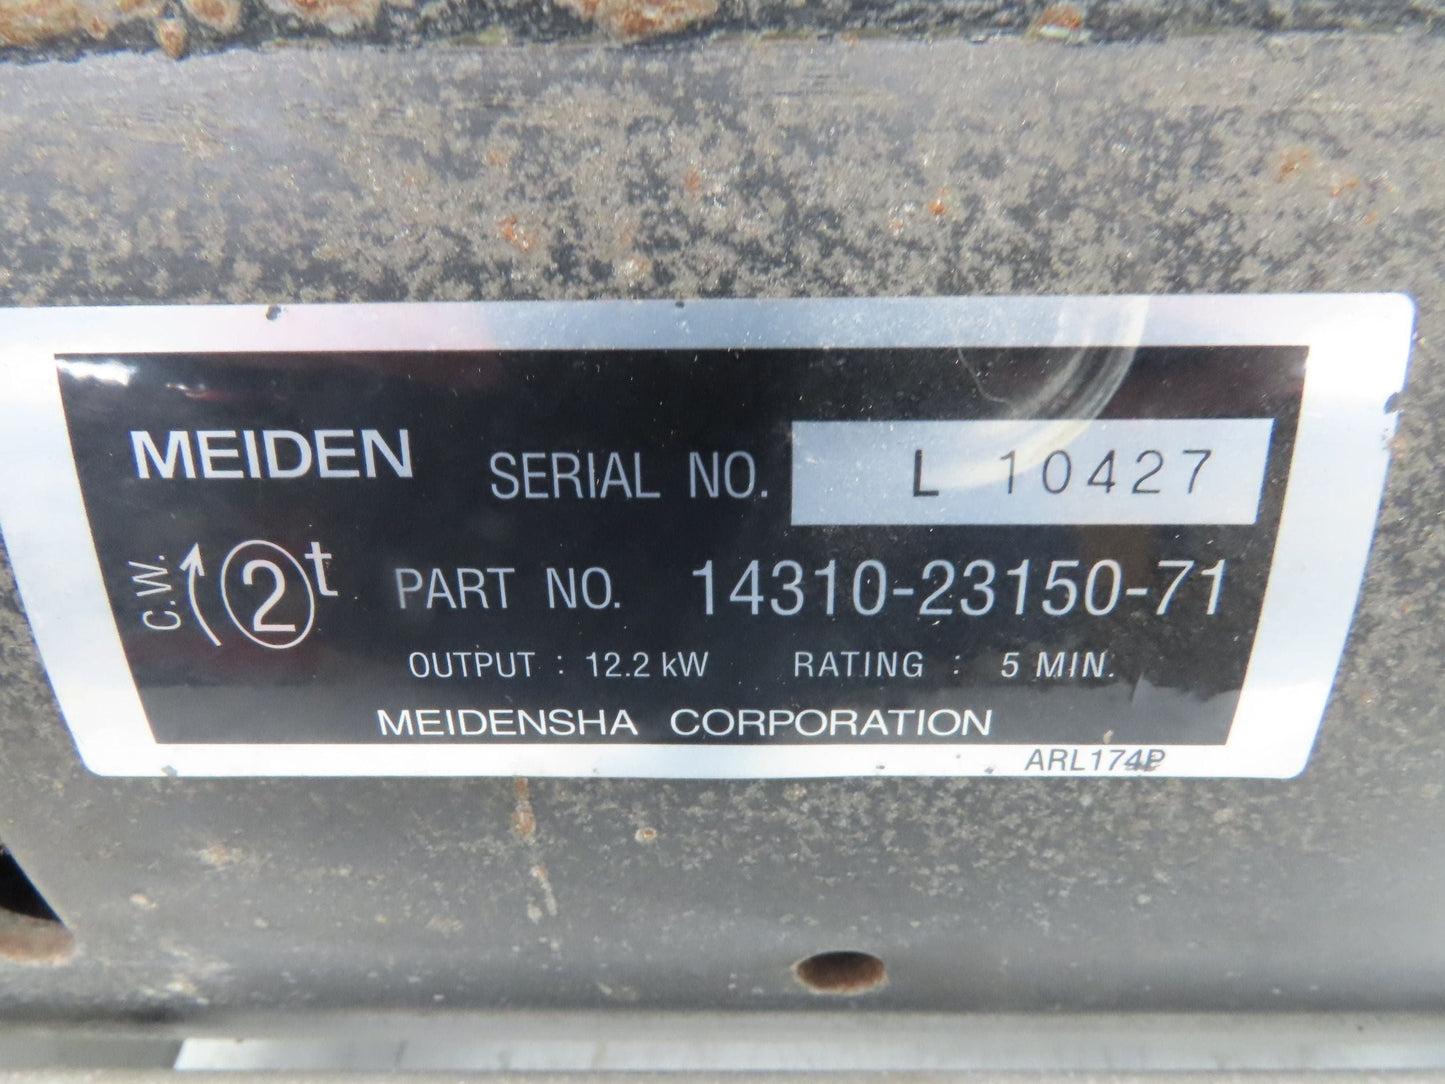 MEIDEN SERIAL NO. L 10427
C.W. 2t PART NO. 14310-23150-71
OUTPUT : 12.2 kW RATING : 5 MIN.
MEIDENSHA CORPORATION
ARL174P